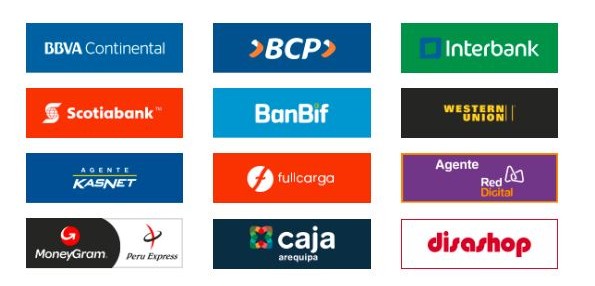 BBVA Continental
BCP
Interbank
Scotiabank™
BanBif
WESTERN
UNION
AGENTE
KASNET
fullcarga
Agente
Red
Digital
MoneyGram.
Peru Express
caja
arequipa
disashop